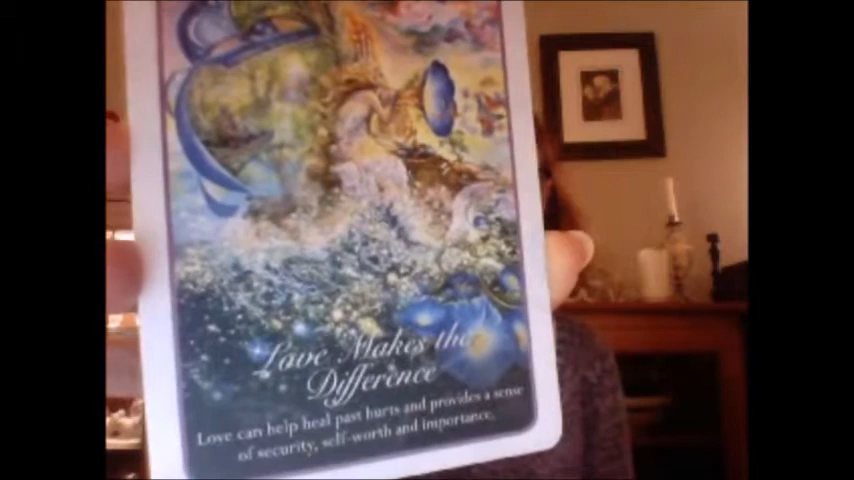 Love Makes the
Difference
Love can help heal past hurts and provides a sense
of security, self-worth and importance.